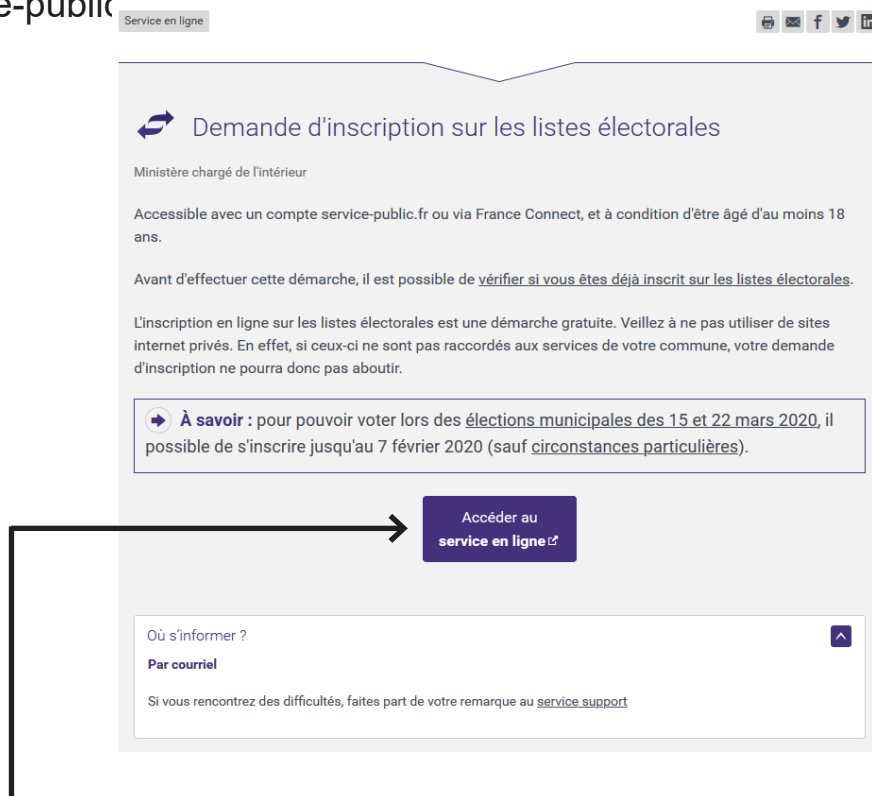 e-public
Service en ligne
Demande d'inscription sur les listes électorales
Ministère chargé de l'intérieur
Accessible avec un compte service-public.fr ou via France Connect, et à condition d'être âgé d'au moins 18
ans.
Avant d'effectuer cette démarche, il est possible de vérifier si vous êtes déjà inscrit sur les listes électorales.
L'inscription en ligne sur les listes électorales est une démarche gratuite. Veillez à ne pas utiliser de sites
internet privés. En effet, si ceux-ci ne sont pas raccordés aux services de votre commune, votre demande
d'inscription ne pourra donc pas aboutir.
À savoir : pour pouvoir voter lors des élections municipales des 15 et 22 mars 2020, il
possible de s'inscrire jusqu'au 7 février 2020 (sauf circonstances particulières).
Accéder au
service en ligne
Où s'informer ?
Par courriel
Si vous rencontrez des difficultés, faites part de votre remarque au service support